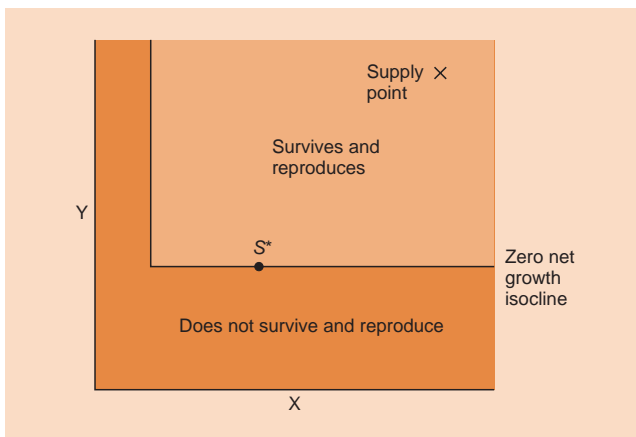 Supply ×
point
Survives and
reproduces
Y
S*
Zero net
growth
isocline
Does not survive and reproduce
X